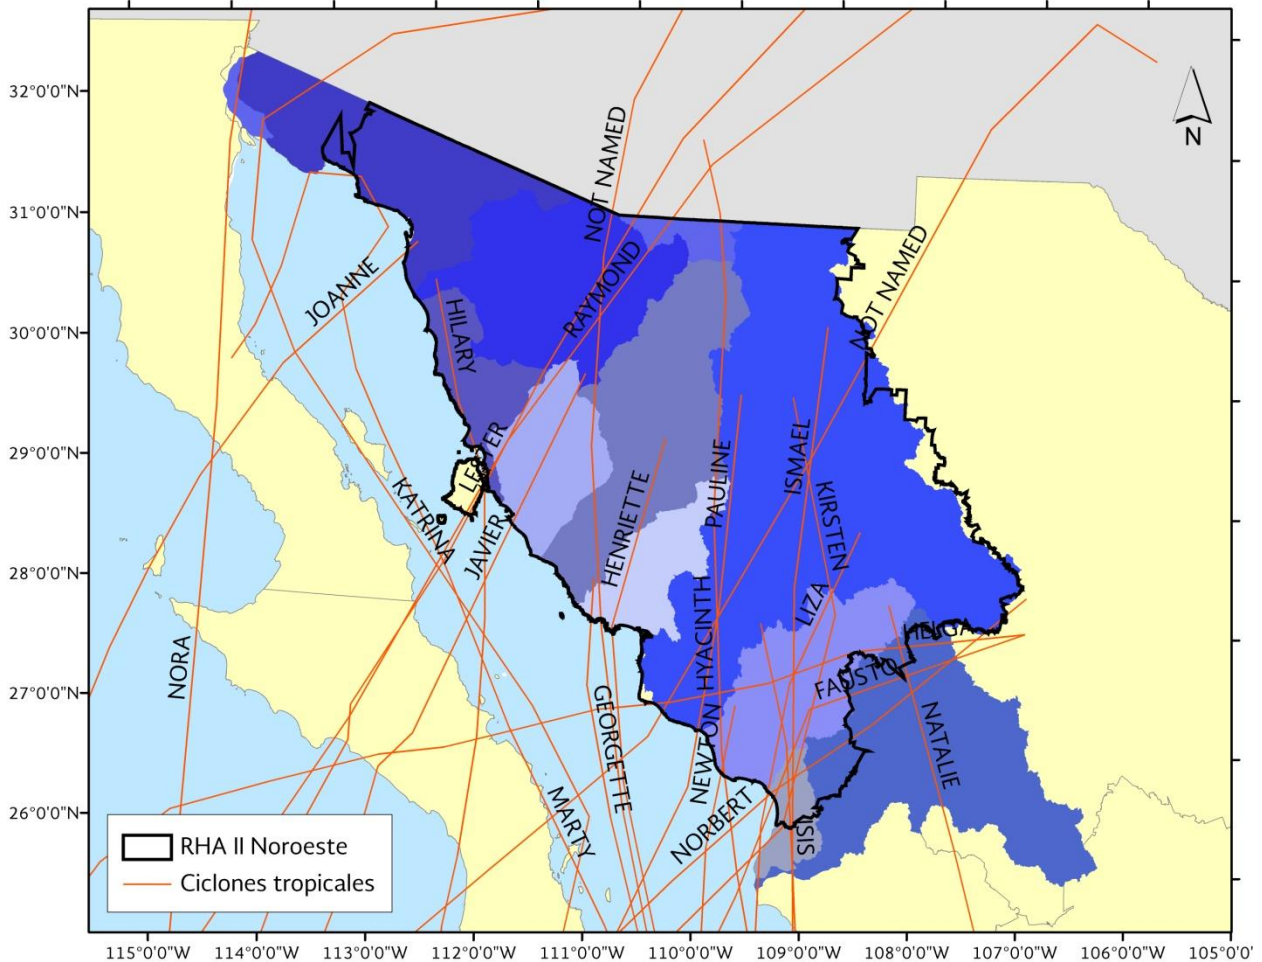 32°0'0"N
31°0'0"N
30°0'0"N
29°0'0"N
28°0'0"N
27°0'0"N
26°0'0"N
N
NOT NAMED
NOT NAMED
RAYMOND
JOANNE
HILARY
LESTER
KATRINA
JAVIER
HENRIETTE
PAULINE
ISMAEL
KIRSTEN
LIZA
HYACINTH
HELGA
FAUSTO
NORA
GEORGETTE
NEWTON
NATALIE
MARTY
NORBERT
ISIS
RHA II Noroeste
Ciclones tropicales
115°0'0"W
114°0'0"W
113°0'0"W
112°0'0"W
111°0'0"W
110°0'0"W
109°0'0"W
108°0'0"W
107°0'0"W
106°0'0"W
105°0'0"W